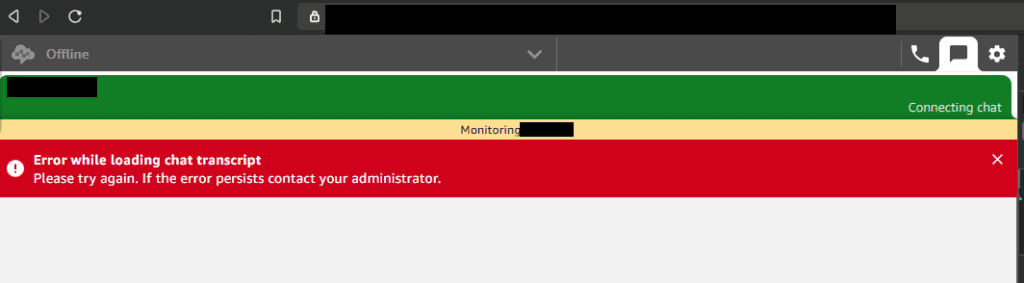 Offline
Connecting chat
Monitoring
Error while loading chat transcript
Please try again. If the error persists contact your administrator.